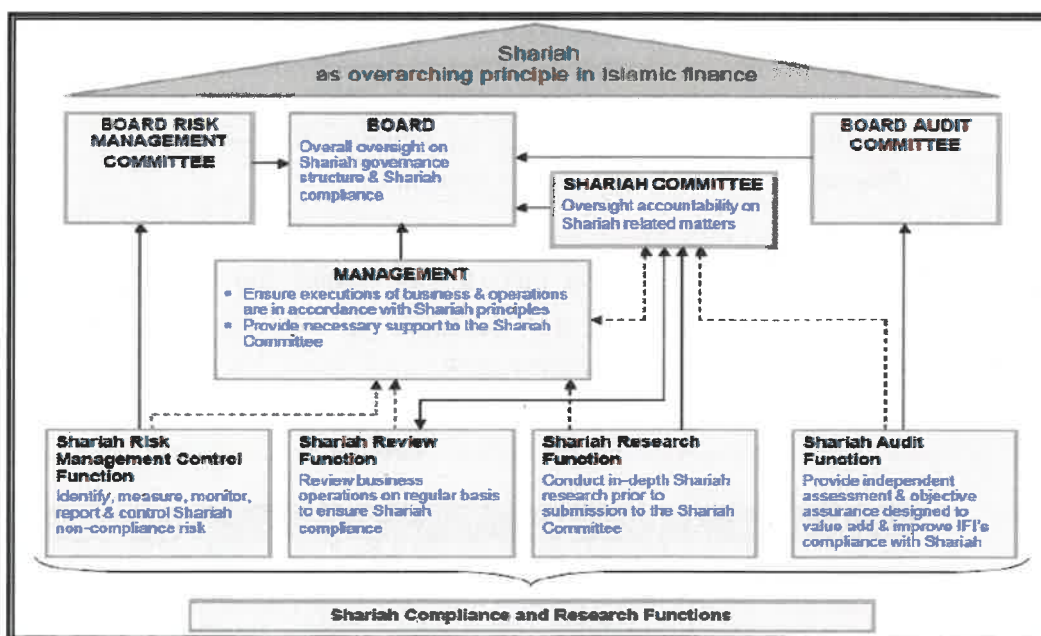 Shariah
as overarching principle in Islamic finance
BOARD RISK
MANAGEMENT
COMMITTEE
BOARD
Overall oversight on
Shariah governance
structure & Shariah
compliance
BOARD AUDIT
COMMITTEE
SHARIAH COMMITTEE
Oversight accountability on
Shariah related matters
MANAGEMENT
• Ensure executions of business & operations
are in accordance with Shariah principles
• Provide necessary support to the Shariah
Committee
Shariah Risk
Management Control
Function
Identify, measure, monitor,
report & control Shariah
non-compliance risk
Shariah Review
Function
Review business
operations on regular basis
to ensure Shariah
compliance
Shariah Research
Function
Conduct in-depth Shariah
research prior to
submission to the Shariah
Committee
Shariah Audit
Function
Provide independent
assessment & objective
assurance designed to
value add & improve IFI's
compliance with Shariah
Shariah Compliance and Research Functions